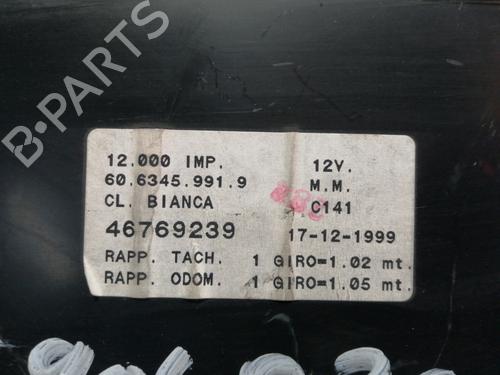 B-PARTS
12.000 IMP. 12V.
60.6345.991.9 M.M.
CL. BIANCA C141
46769239 17-12-1999
RAPP. TACH. 1 GIRO=1.02 mt.
RAPP. ODOM. 1 GIRO=1.05 mt.